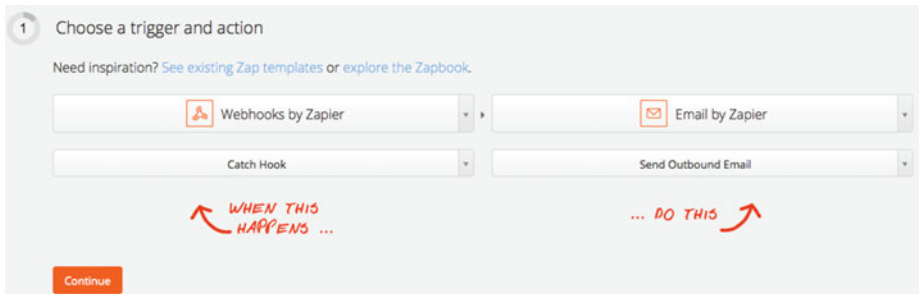 1 Choose a trigger and action
Need inspiration? See existing Zap templates or explore the Zapbook.
Webhooks by Zapier Email by Zapier
Catch Hook Send Outbound Email
WHEN THIS ... DO THIS
HAPPENS ...
Continue